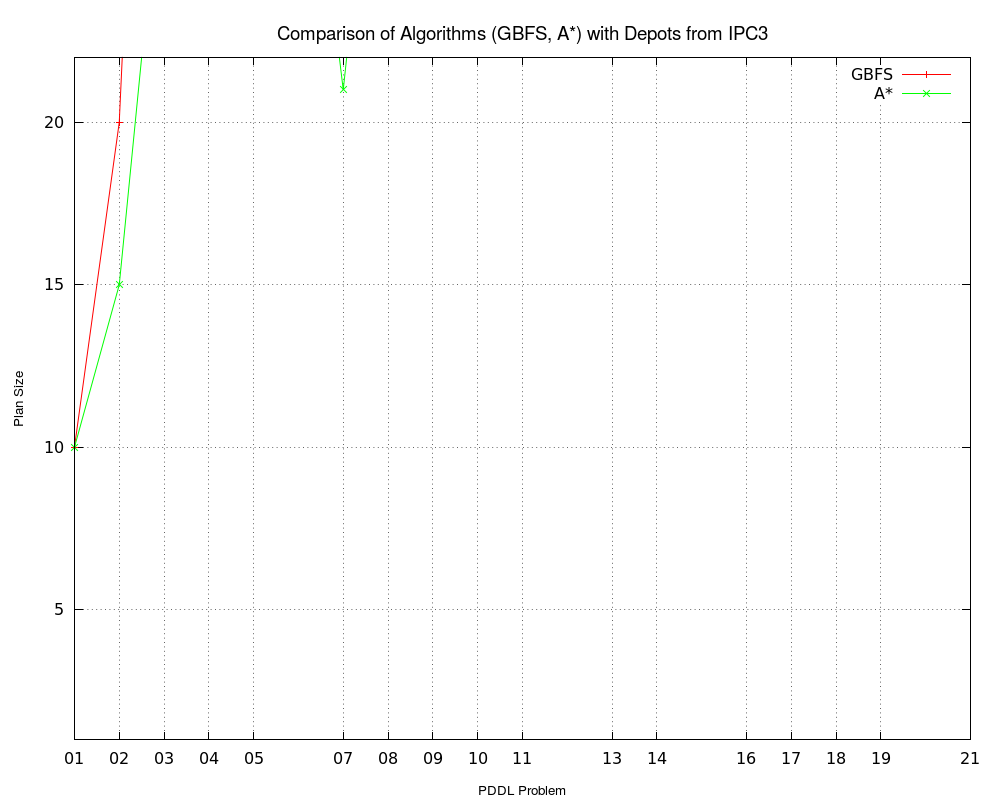 Comparison of Algorithms (GBFS, A*) with Depots from IPC3
GBFS
A*
20
15
10
5
Plan Size
01 02 03 04 05 07 08 09 10 11 13 14 16 17 18 19 21
PDDL Problem